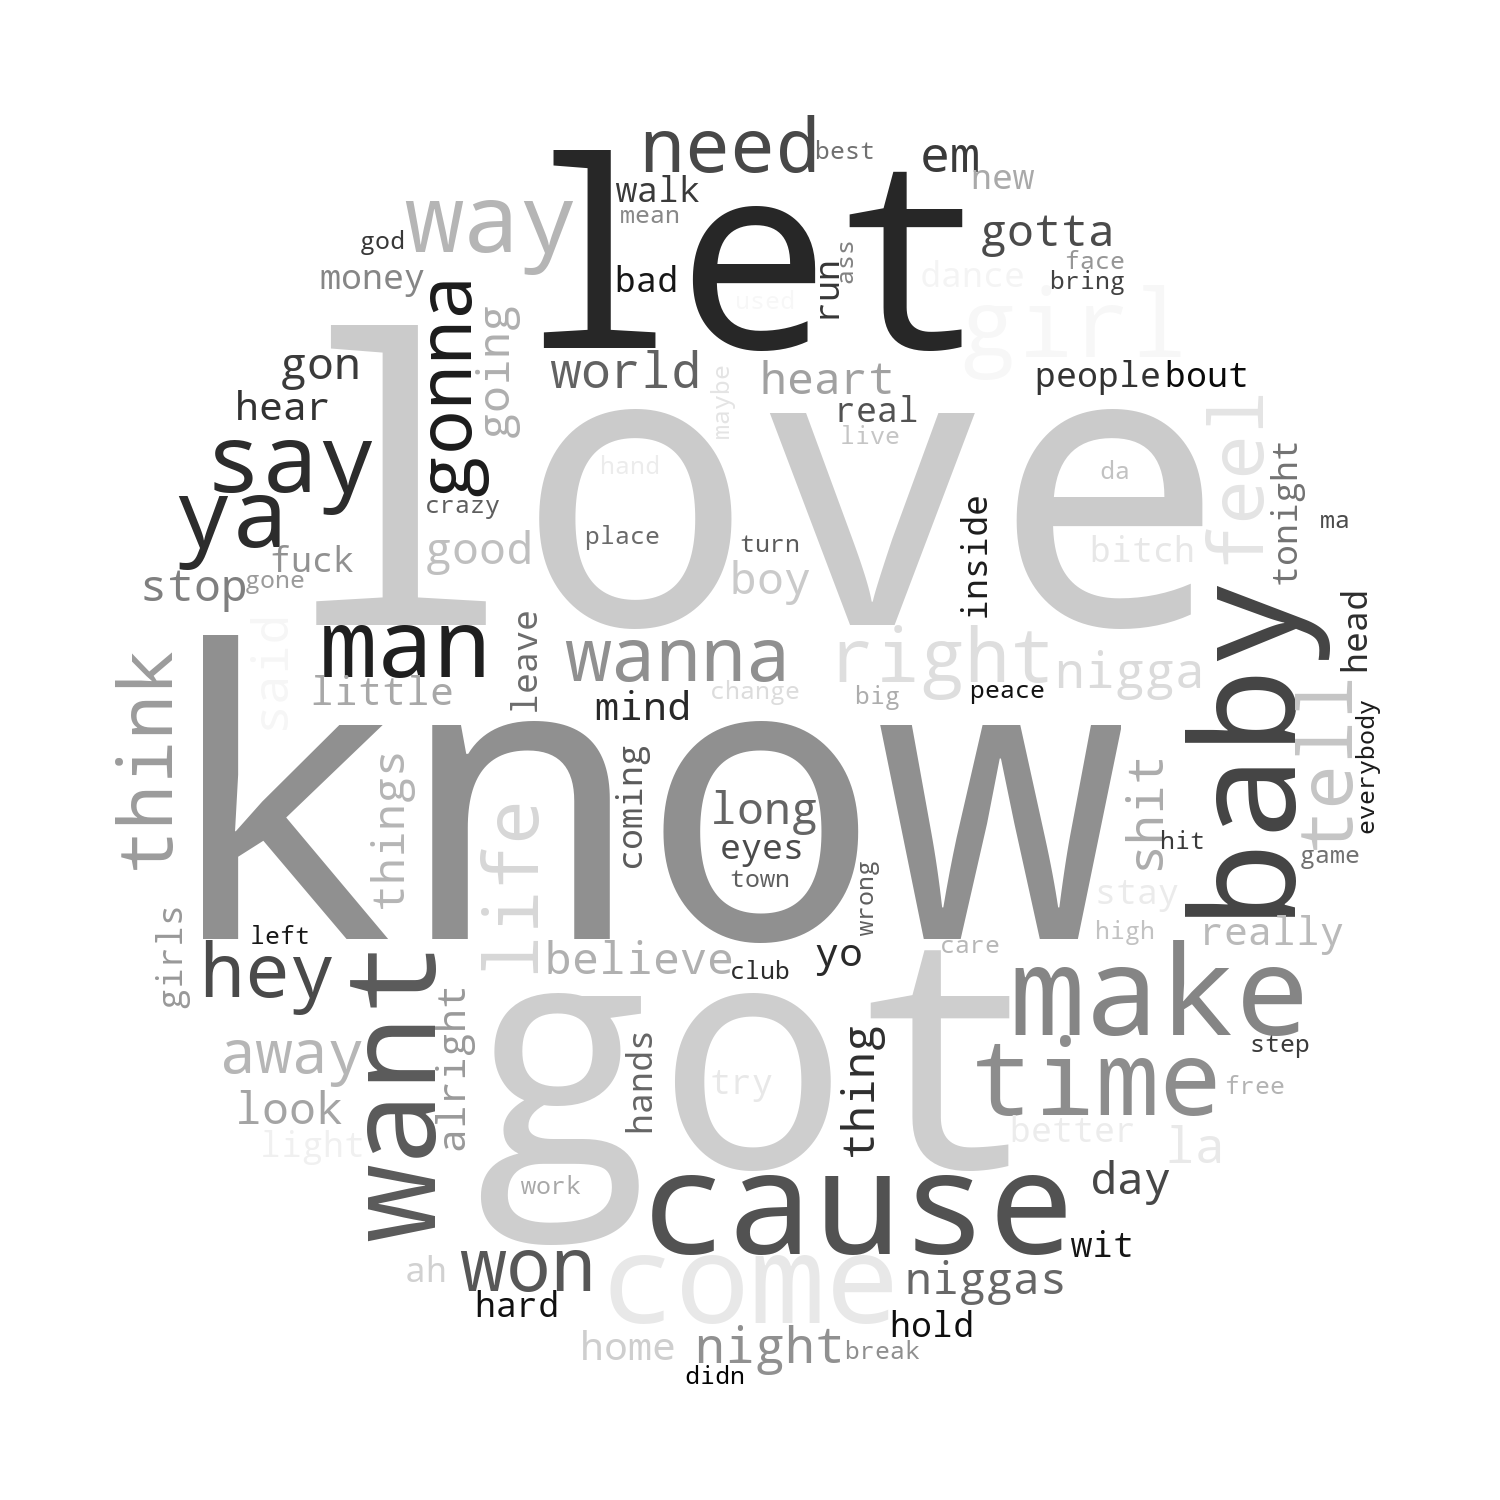 need
best
em
let
walk
new
way
mean
gotta
god
face
money
bad
run
ass
dance
bring
gonna
used
girl
going
gon
world
heart
people
bout
maybe
real
hear
love
live
feel
say
hand
da
tonight
ya
crazy
place
turn
inside
ma
fuck
good
bitch
stop
gone
boy
baby
head
man
leave
wanna
right
nigga
said
little
mind
change
big
peace
tell
think
know
everybody
things
coming
long
shit
hit
eyes
game
life
town
wrong
stay
girls
left
hey
believe
club
yo
care
high
really
want
got
make
away
alright
hands
thing
time
step
look
try
free
light
better
la
work
cause
day
ah
won
come
wit
niggas
hard
hold
home
night
break
didn